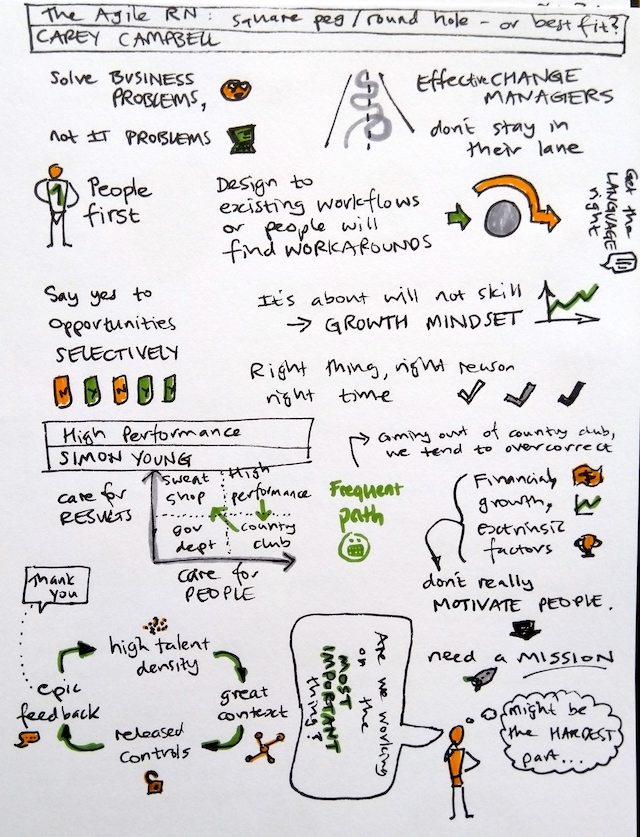 The Agile RN: square peg/round hole - or best fit?
CAREY CAMPBELL
Solve BUSINESS
PROBLEMS,
not IT PROBLEMS
Effective CHANGE
MANAGERS
don't stay in
their lane
1
People
first
Design to
existing workflows
or people will
find WORKAROUNDS
Get the
LANGUAGE
right
Say yes to
opportunities
SELECTIVELY
N Y N Y Y
It's about will not skill
→ GROWTH MINDSET
Right thing, right reason
right time
High Performance
SIMON YOUNG
care for
RESULTS
sweat
shop
High
performance
gov
dept
country
club
care for
PEOPLE
Frequent
path
coming out of country club,
we tend to overcorrect
Financial,
growth,
extrinsic
factors
don't really
MOTIVATE PEOPLE.
need a MISSION
might be
the HARDEST
part...
Thank
you
high talent
density
great
context
released
controls
epic
feedback
Are we working
on the
MOST
IMPORTANT
thing?